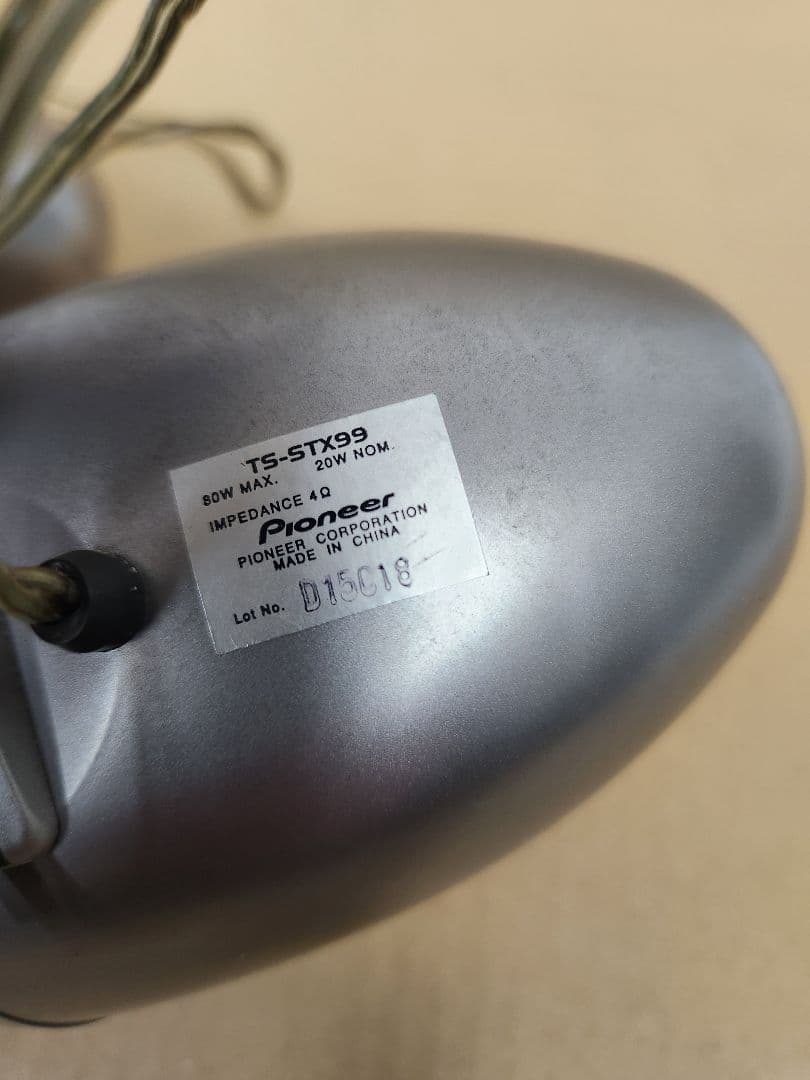 TS-STX99
80W MAX. 20W NOM.
IMPEDANCE 4Ω
Pioneer
PIONEER CORPORATION
MADE IN CHINA
Lot No. D15C18